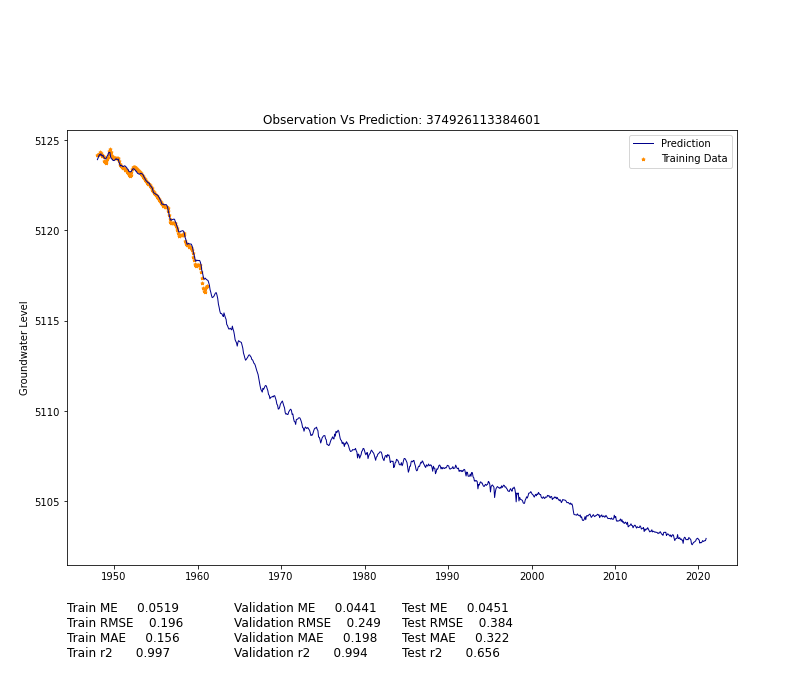 Observation Vs Prediction: 374926113384601
Prediction
Training Data
Groundwater Level
5125
5120
5115
5110
5105
1950 1960 1970 1980 1990 2000 2010 2020
Train ME 0.0519 Validation ME 0.0441 Test ME 0.0451
Train RMSE 0.196 Validation RMSE 0.249 Test RMSE 0.384
Train MAE 0.156 Validation MAE 0.198 Test MAE 0.322
Train r2 0.997 Validation r2 0.994 Test r2 0.656